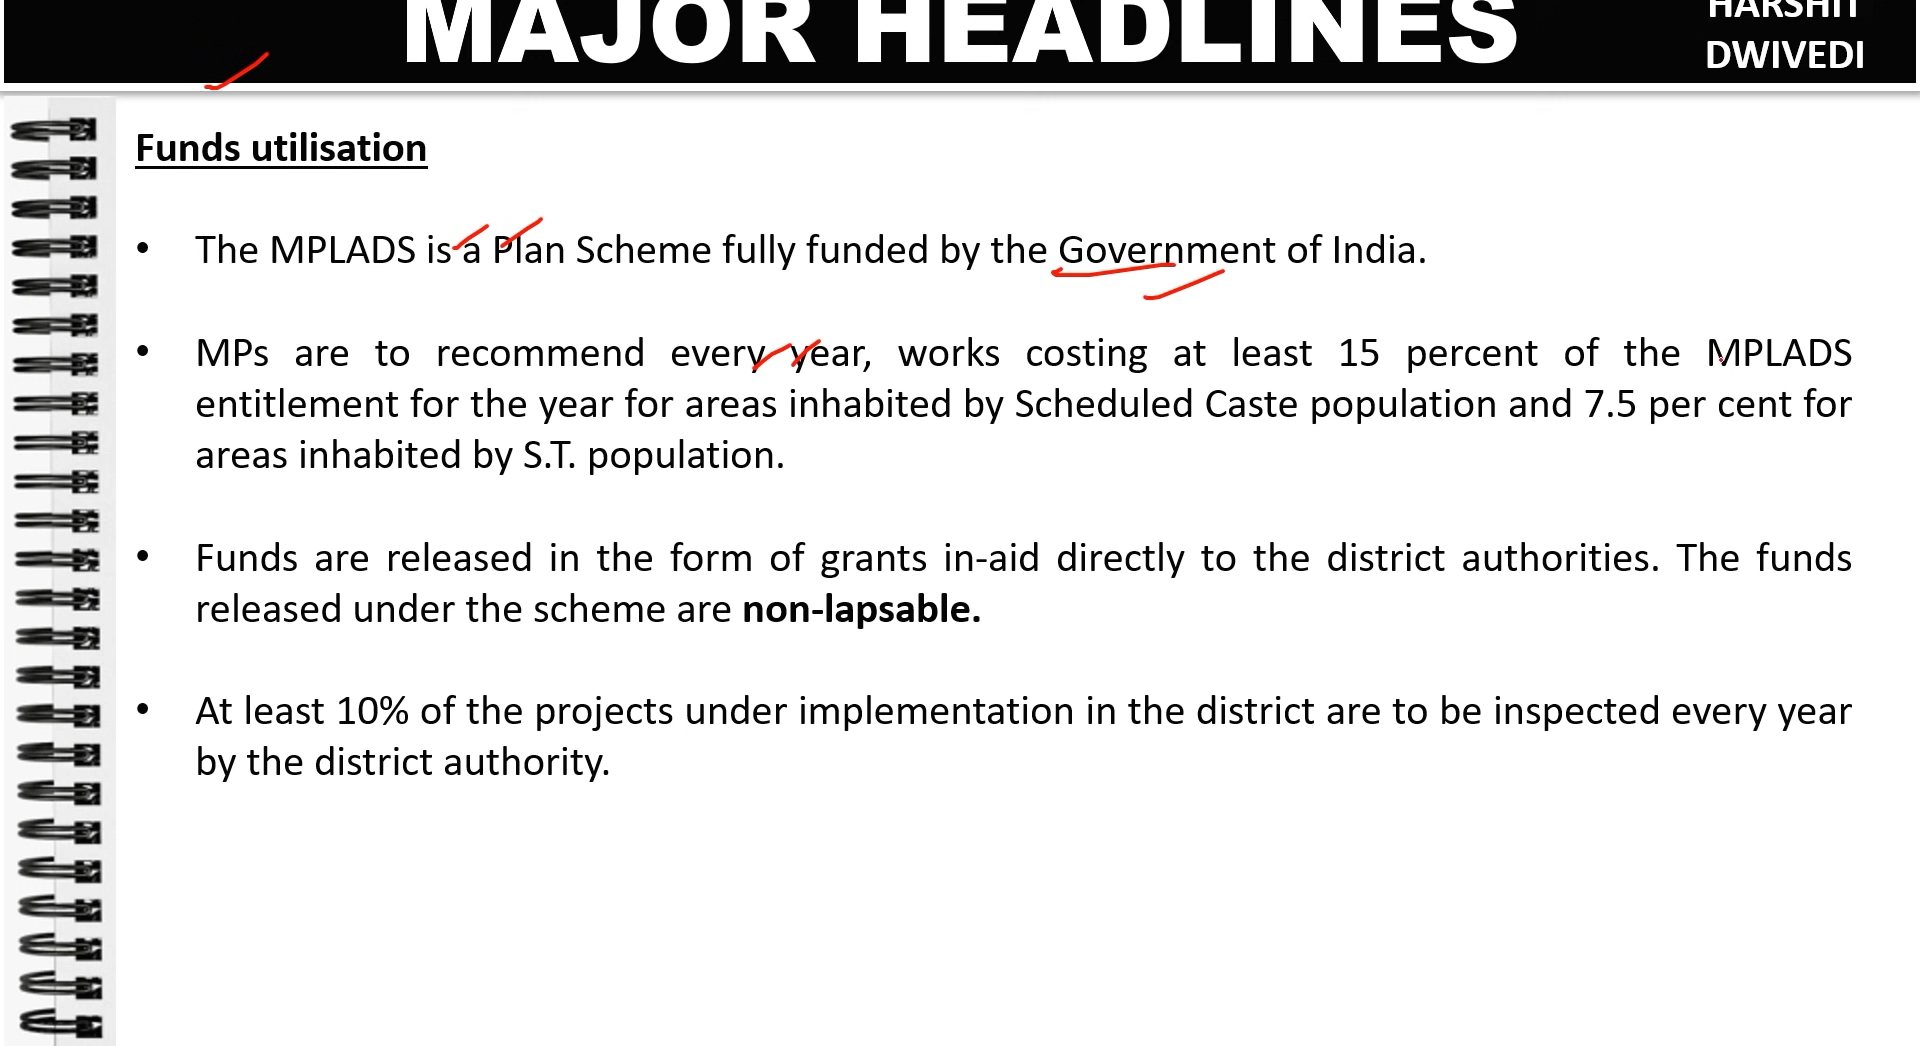 MAJOR HEADLINES
HARSHIT
DWIVEDI
Funds utilisation
• The MPLADS is a Plan Scheme fully funded by the Government of India.
• MPs are to recommend every year, works costing at least 15 percent of the MPLADS
entitlement for the year for areas inhabited by Scheduled Caste population and 7.5 per cent for
areas inhabited by S.T. population.
• Funds are released in the form of grants in-aid directly to the district authorities. The funds
released under the scheme are non-lapsable.
• At least 10% of the projects under implementation in the district are to be inspected every year
by the district authority.